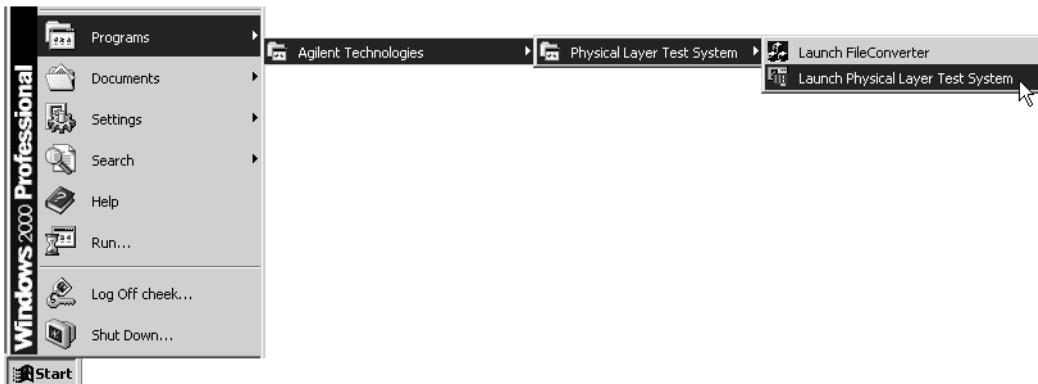 Windows 2000 Professional
Programs
Documents
Settings
Search
Help
Run...
Log Off cheek...
Shut Down...
Start
Agilent Technologies
Physical Layer Test System
Launch FileConverter
Launch Physical Layer Test System